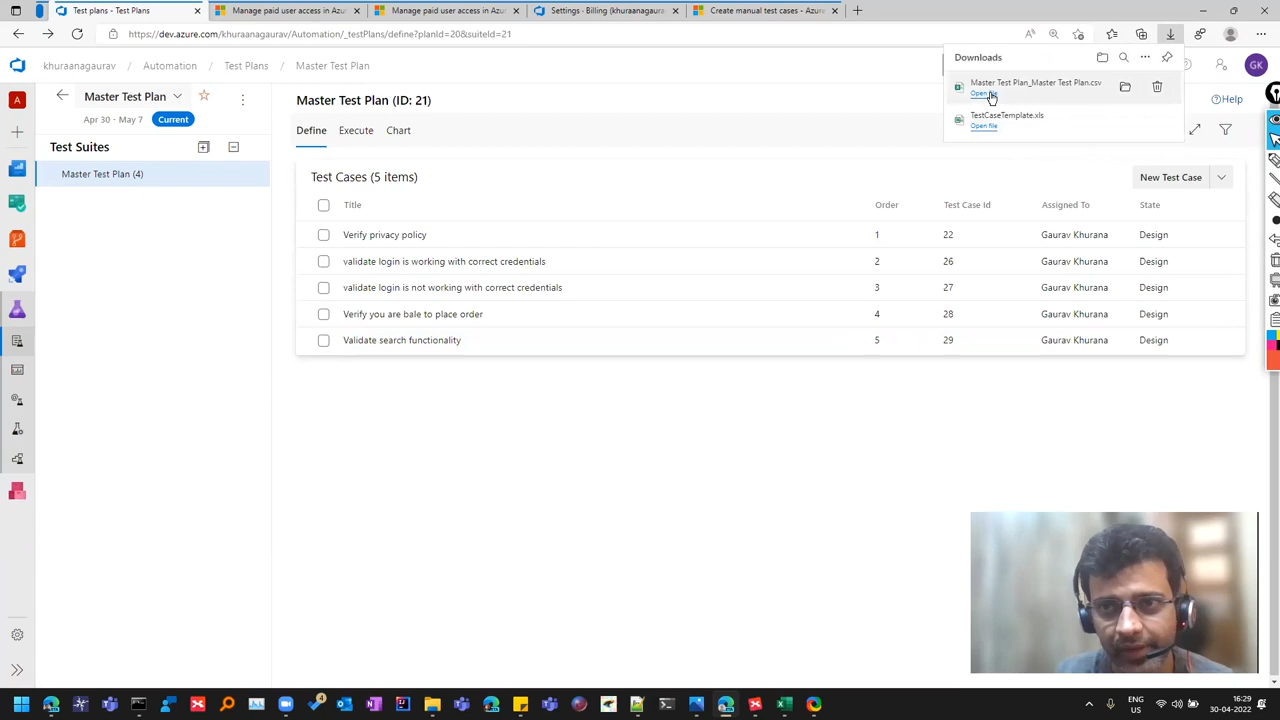 Test plans - Test Plans
Manage paid user access in Azur
Manage paid user access in Azur
Settings - Billing (khuraanagaura
Create manual test cases - Azure
https://dev.azure.com/khuraanagaurav/Automation/_testPlans/define?planId=20&suiteId=21
khuraanagaurav
Automation
Test Plans
Master Test Plan
GK
Downloads
Master Test Plan_Master Test Plan.csv
Open file
TestCaseTemplate.xls
Open file
A
Master Test Plan
Apr 30 - May 7
Current
Master Test Plan (ID: 21)
Help
Define
Execute
Chart
Test Suites
Master Test Plan (4)
Test Cases (5 items)
New Test Case
Title Order Test Case Id Assigned To State
Verify privacy policy 1 22 Gaurav Khurana Design
validate login is working with correct credentials 2 26 Gaurav Khurana Design
validate login is not working with correct credentials 3 27 Gaurav Khurana Design
Verify you are bale to place order 4 28 Gaurav Khurana Design
Validate search functionality 5 29 Gaurav Khurana Design
ENG
US
16:29
30-04-2022